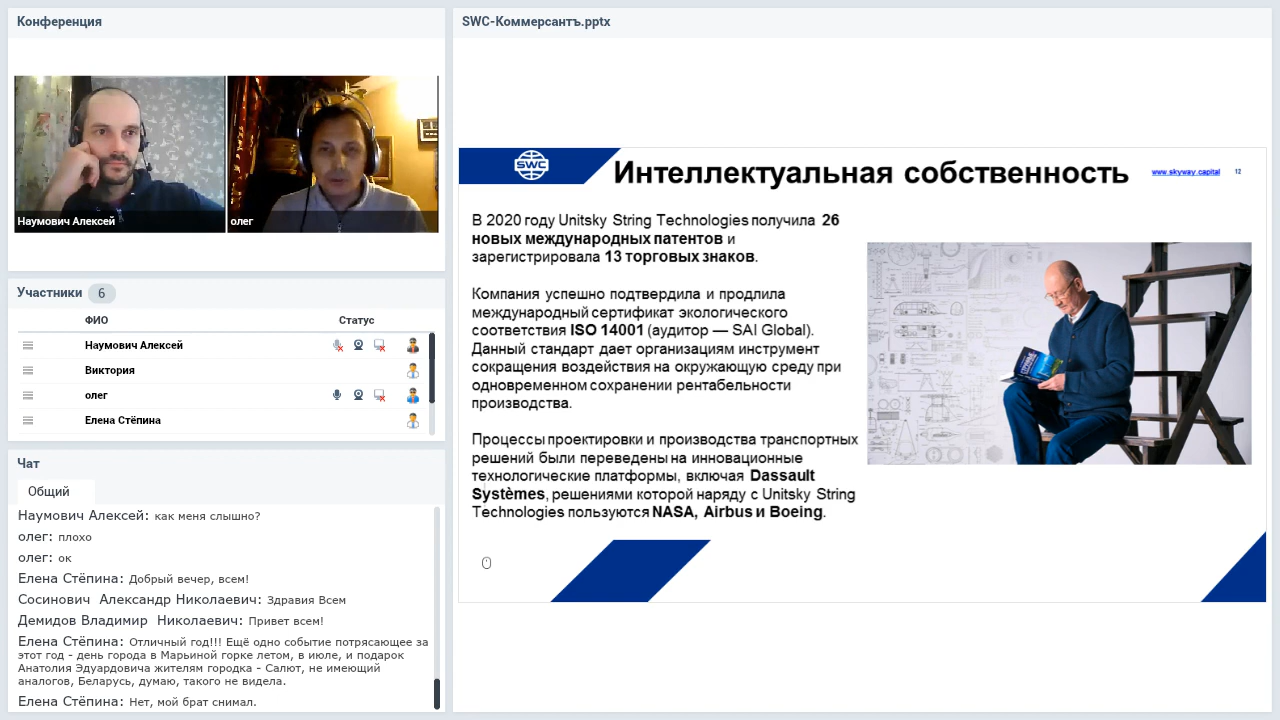 Конференция
Наумович Алексей
олег
Участники 6
ФИО Статус
Наумович Алексей
Виктория
олег
Елена Стёпина
Чат
Общий
Наумович Алексей: как меня слышно?
олег: плохо
олег: ок
Елена Стёпина: Добрый вечер, всем!
Сосинович Александр Николаевич: Здравия Всем
Демидов Владимир Николаевич: Привет всем!
Елена Стёпина: Отличный год!!! Ещё одно событие потрясающее за
этот год - день города в Марьиной горке летом, в июле, и подарок
Анатолия Эдуардовича жителям городка - Салют, не имеющий
аналогов, Беларусь, думаю, такого не видела.
Елена Стёпина: Нет, мой брат снимал.
SWC-Коммерсантъ.pptx
SWC
Интеллектуальная собственность
www.skyway.capital 12
В 2020 году Unitsky String Technologies получила 26
новых международных патентов и
зарегистрировала 13 торговых знаков.
Компания успешно подтвердила и продлила
международный сертификат экологического
соответствия ISO 14001 (аудитор — SAI Global).
Данный стандарт дает организациям инструмент
сокращения воздействия на окружающую среду при
одновременном сохранении рентабельности
производства.
Процессы проектировки и производства транспортных
решений были переведены на инновационные
технологические платформы, включая Dassault
Systèmes, решениями которой наряду с Unitsky String
Technologies пользуются NASA, Airbus и Boeing.